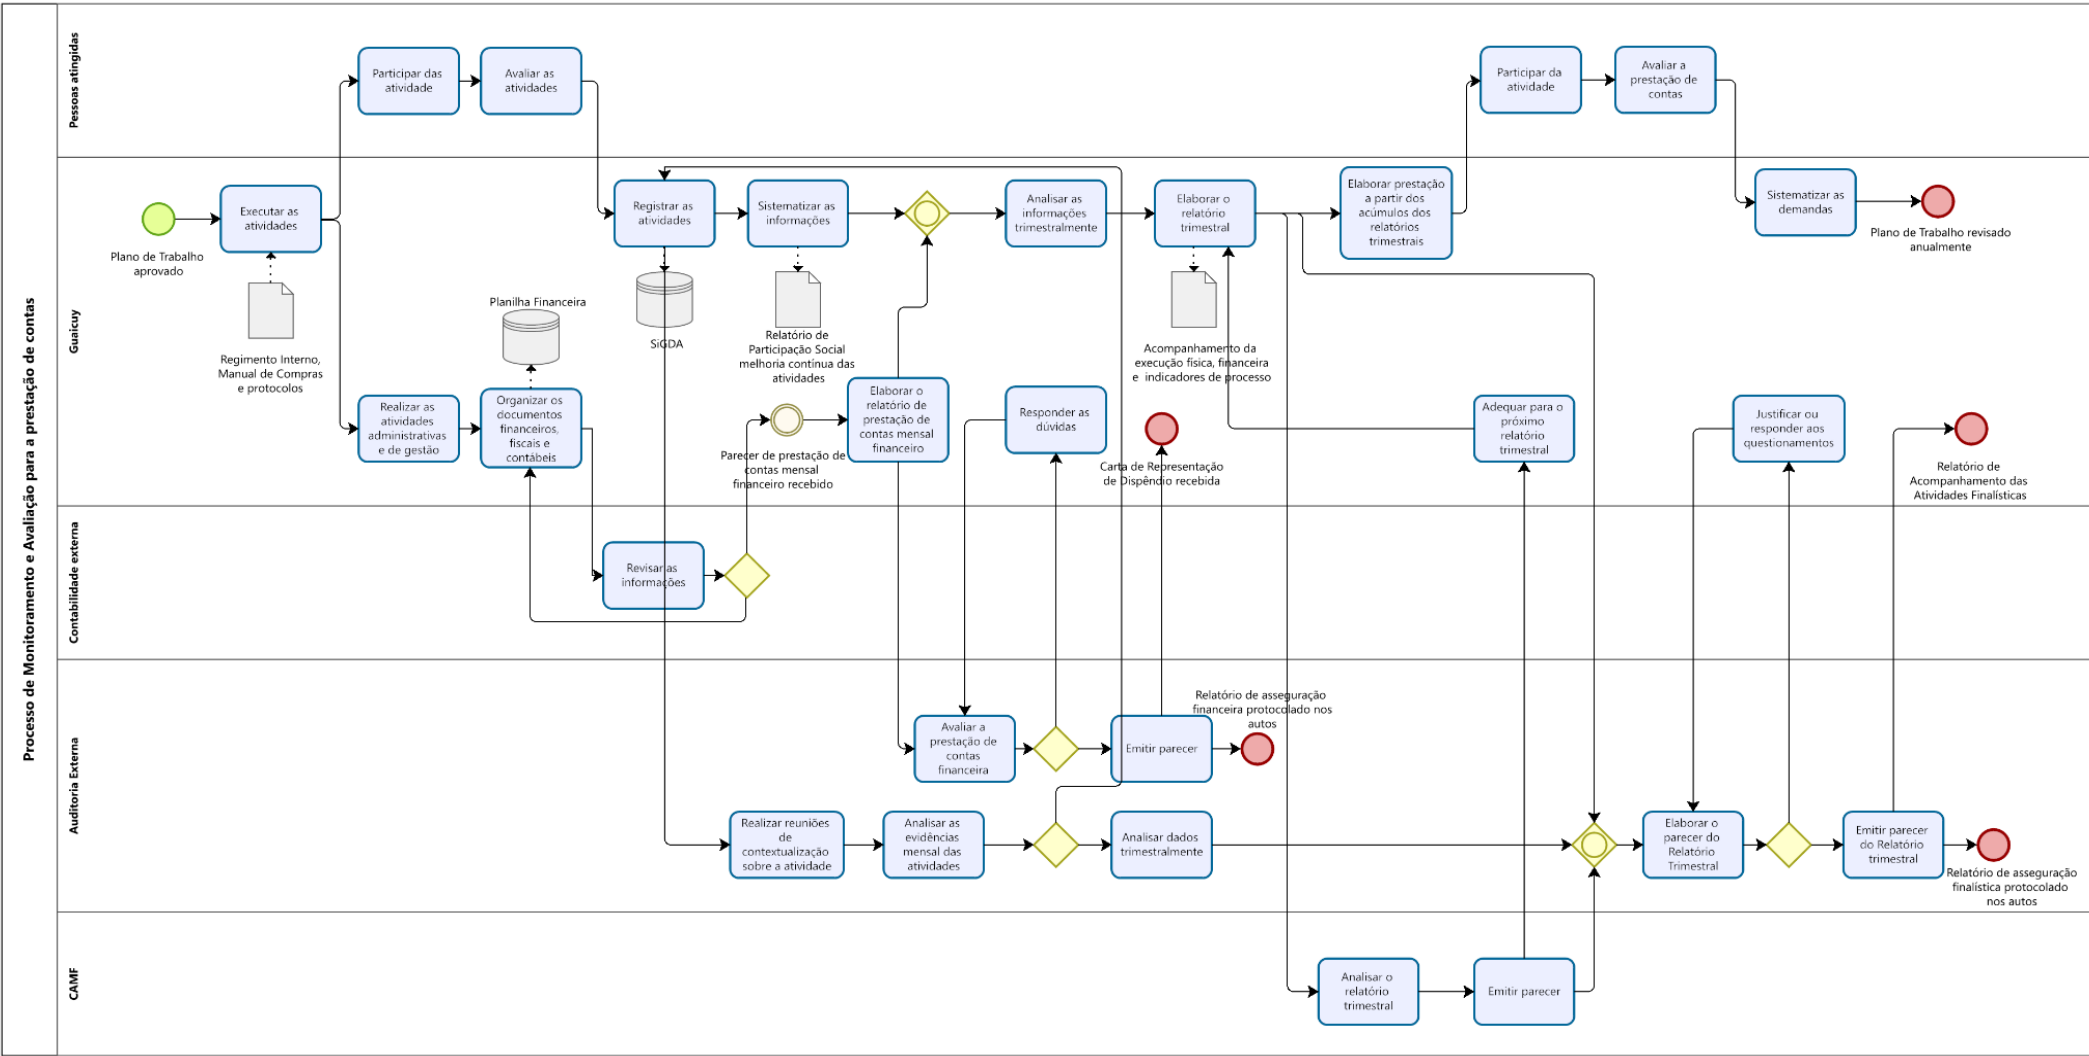 Processo de Monitoramento e Avaliação para a prestação de contas
Pessoas atingidas
Participar das
atividade
Avaliar as
atividades
Participar da
atividade
Avaliar a
prestação de
contas
Guaicuy
Plano de Trabalho
aprovado
Executar as
atividades
Regimento Interno,
Manual de Compras
e protocolos
Registrar as
atividades
SiGDA
Sistematizar as
informações
Relatório de
Participação Social
melhoria contínua das
atividades
Analisar as
informações
trimestralmente
Elaborar o
relatório
trimestral
Acompanhamento da
execução física, financeira
e indicadores de processo
Elaborar prestação
a partir dos
acúmulos dos
relatórios
trimestrais
Sistematizar as
demandas
Plano de Trabalho revisado
anualmente
Planilha Financeira
Realizar as
atividades
administrativas
e de gestão
Organizar os
documentos
financeiros,
fiscais e
contábeis
Parecer de prestação de
contas mensal
financeiro recebido
Elaborar o
relatório de
prestação de
contas mensal
financeiro
Responder as
dúvidas
Carta de Representação
de Dispêndio recebida
Adequar para o
próximo
relatório
trimestral
Justificar ou
responder aos
questionamentos
Relatório de
Acompanhamento das
Atividades Finalísticas
Contabilidade externa
Revisar as
informações
Auditoria Externa
Avaliar a
prestação de
contas
financeira
Emitir parecer
Relatório de asseguração
financeira protocolado nos
autos
Realizar reuniões
de
contextualização
sobre a atividade
Analisar as
evidências
mensal das
atividades
Analisar dados
trimestralmente
Elaborar o
parecer do
Relatório
Trimestral
Emitir parecer
do Relatório
trimestral
Relatório de asseguração
finalística protocolado
nos autos
CAMF
Analisar o
relatório
trimestral
Emitir parecer